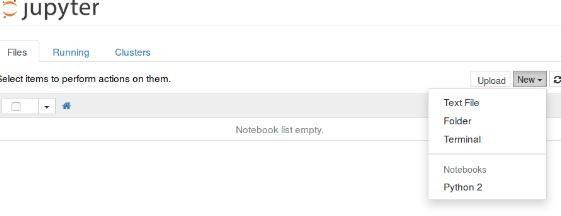 jupyter
Files Running Clusters
Select items to perform actions on them.
Upload New
Text File
Folder
Terminal
Notebook list empty.
Notebooks
Python 2